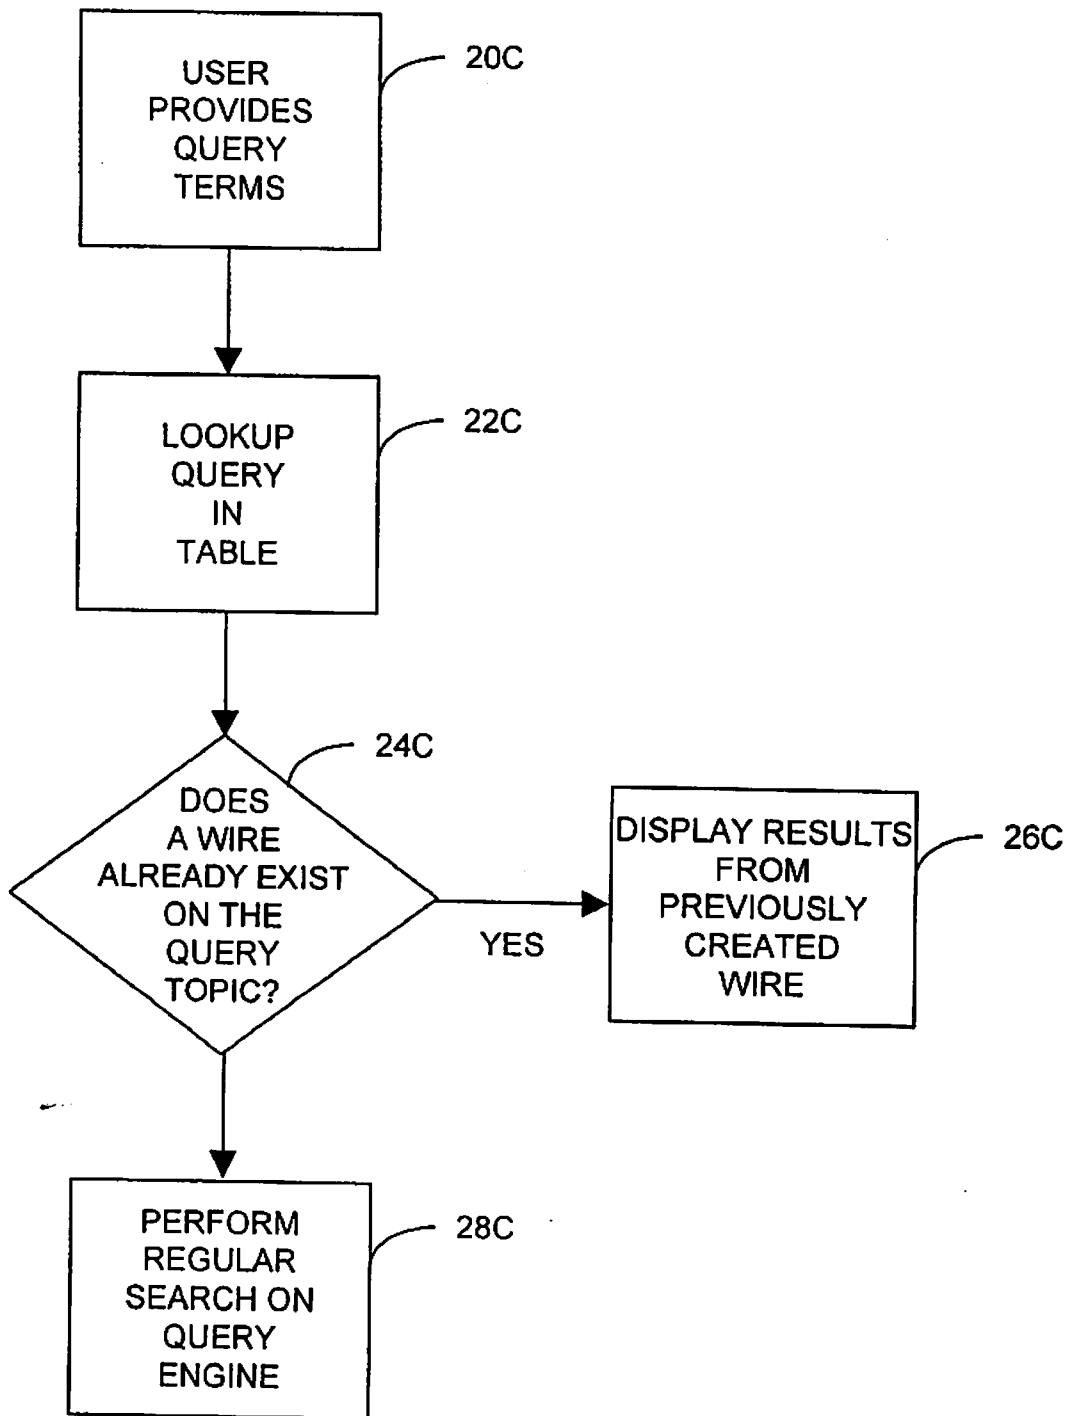 USER
PROVIDES
QUERY
TERMS
20C
LOOKUP
QUERY
IN
TABLE
22C
24C
DOES
A WIRE
ALREADY EXIST
ON THE
QUERY
TOPIC?
YES
DISPLAY RESULTS
FROM
PREVIOUSLY
CREATED
WIRE
26C
PERFORM
REGULAR
SEARCH ON
QUERY
ENGINE
28C